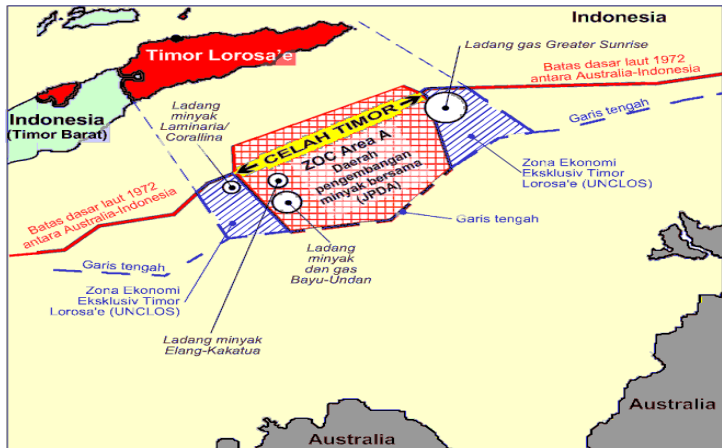 Indonesia
Ladang gas Greater Sunrise
Timor Lorosa'e
Batas dasar laut 1972
antara Australia-Indonesia
Ladang
minyak
Laminaria/
Corallina
Indonesia
(Timor Barat)
CELAH TIMOR
Garis tengah
ZOC Area A
Daerah
pengembangan
minyak bersama
(JPDA)
Zona Ekonomi
Eksklusiv Timor
Lorosa'e (UNCLOS)
Batas dasar laut 1972
antara Australia-Indonesia
Garis tengah
Garis tengah
Ladang
minyak
dan gas
Bayu-Undan
Zona Ekonomi
Eksklusiv Timor
Lorosa'e (UNCLOS)
Ladang minyak
Elang-Kakatua
Australia
Australia